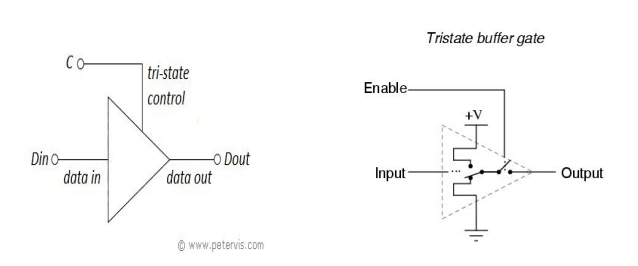 C
tri-state
control
Din
data in
Dout
data out
© www.petervis.com
Tristate buffer gate
Enable
+V
Input
...
Output